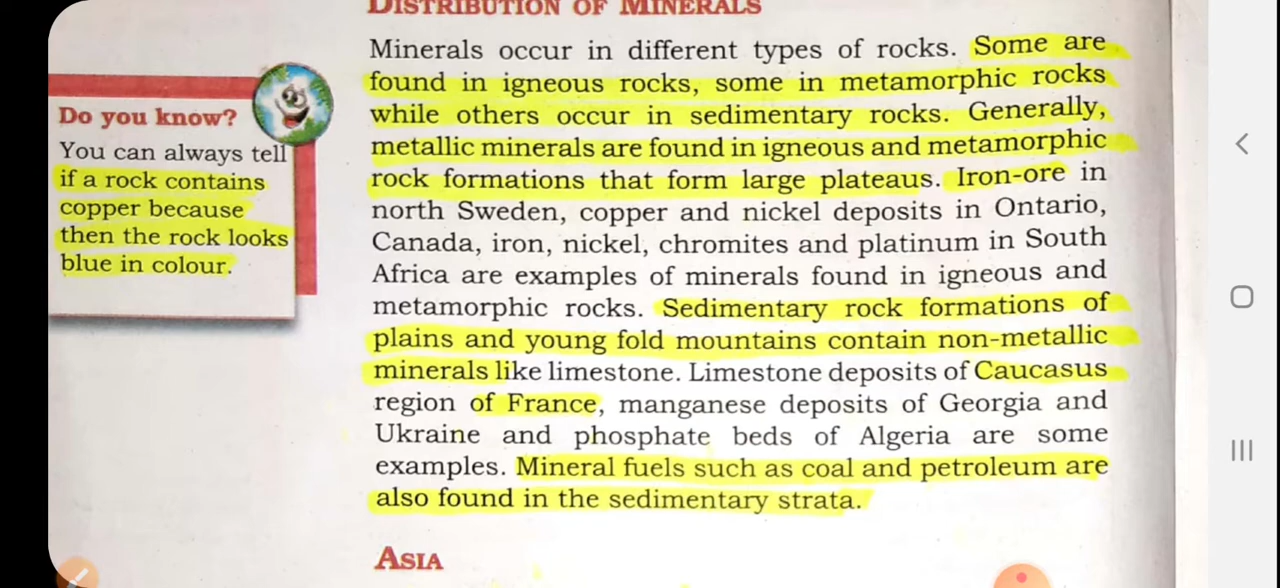 DISTRIBUTION OF MINERALS
Minerals occur in different types of rocks. Some are
found in igneous rocks, some in metamorphic rocks
while others occur in sedimentary rocks. Generally,
metallic minerals are found in igneous and metamorphic
rock formations that form large plateaus. Iron-ore in
north Sweden, copper and nickel deposits in Ontario,
Canada, iron, nickel, chromites and platinum in South
Africa are examples of minerals found in igneous and
metamorphic rocks. Sedimentary rock formations of
plains and young fold mountains contain non-metallic
minerals like limestone. Limestone deposits of Caucasus
region of France, manganese deposits of Georgia and
Ukraine and phosphate beds of Algeria are some
examples. Mineral fuels such as coal and petroleum are
also found in the sedimentary strata.
ASIA
Do you know?
You can always tell
if a rock contains
copper because
then the rock looks
blue in colour.